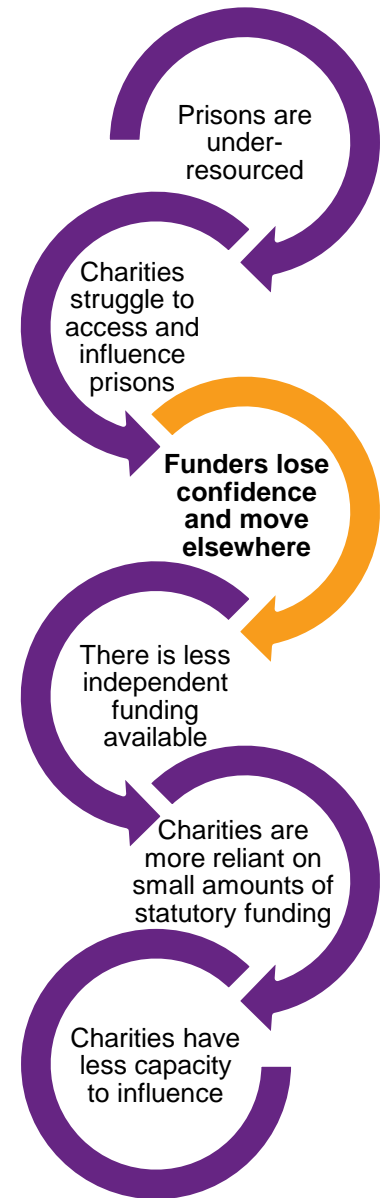 Prisons are
under-
resourced
Charities
struggle to
access and
influence
prisons
Funders lose
confidence
and move
elsewhere
There is less
independent
funding
available
Charities are
more reliant on
small amounts of
statutory funding
Charities have
less capacity
to influence